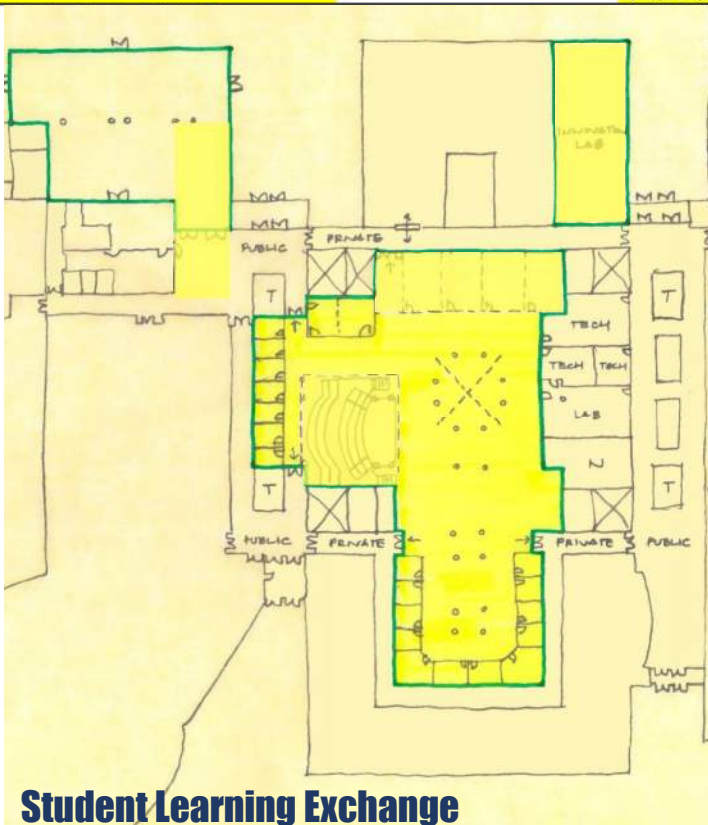 INNOVATION
LAB
PUBLIC
PRIVATE
T
TECH
T
TECH
TECH
LAB
N
T
T
PUBLIC
PRIVATE
PRIVATE
PUBLIC
Student Learning Exchange